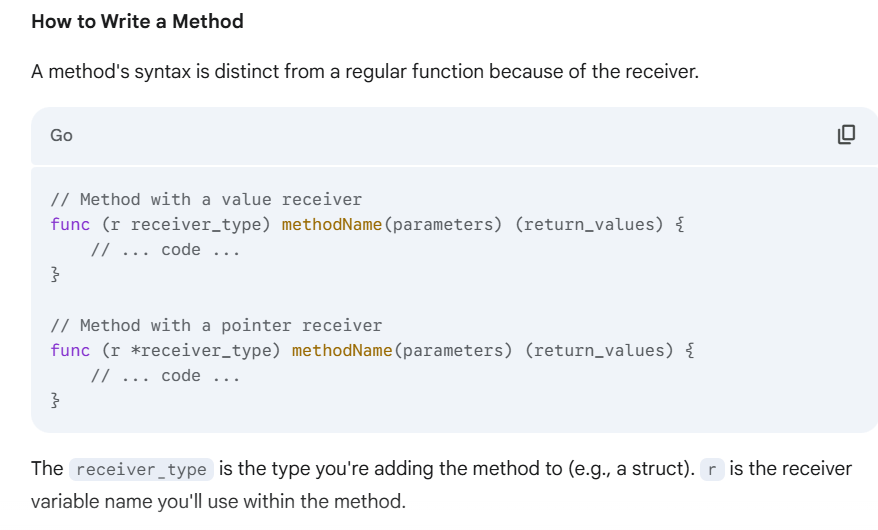 How to Write a Method
A method's syntax is distinct from a regular function because of the receiver.
Go
// Method with a value receiver
func (r receiver_type) methodName(parameters) (return_values) {
    // ... code ...
}
// Method with a pointer receiver
func (r *receiver_type) methodName(parameters) (return_values) {
    // ... code ...
}
The receiver_type is the type you're adding the method to (e.g., a struct). r is the receiver
variable name you'll use within the method.